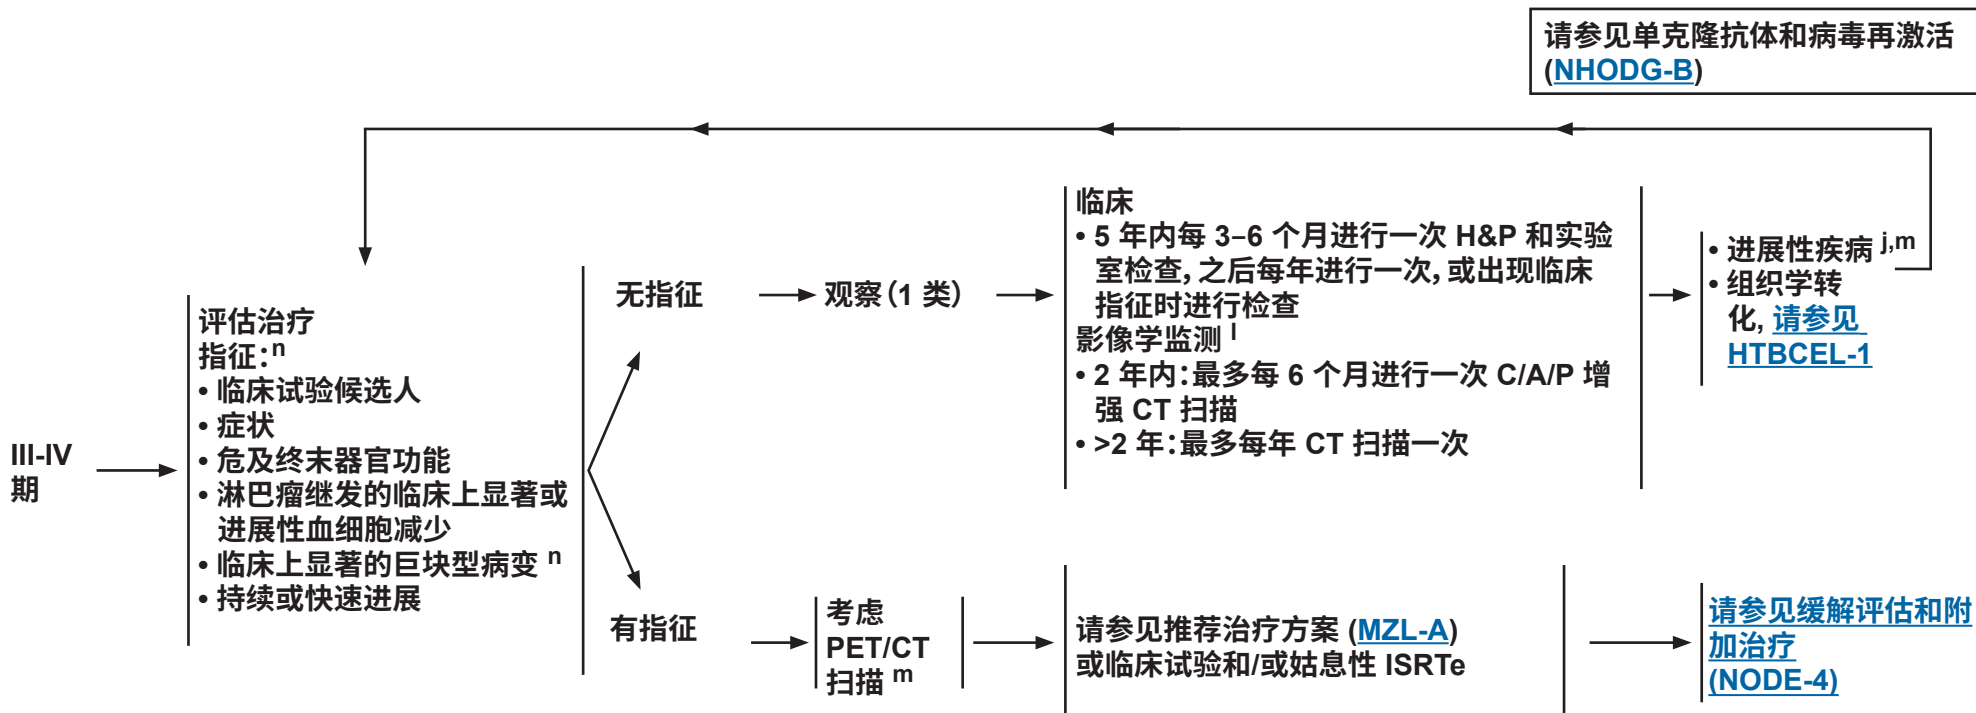 请参见单克隆抗体和病毒再激活
(NHODG-B)
III-IV
期
评估治疗
指征：n
• 临床试验候选人
• 症状
• 危及终末器官功能
• 淋巴瘤继发的临床上显著或
进展性血细胞减少
• 临床上显著的巨块型病变 n
• 持续或快速进展
无指征
观察（1 类）
临床
• 5 年内每 3–6 个月进行一次 H&P 和实验
室检查，之后每年进行一次，或出现临床
指征时进行检查
影像学监测 l
• 2 年内：最多每 6 个月进行一次 C/A/P 增
强 CT 扫描
• >2 年：最多每年 CT 扫描一次
• 进展性疾病 j,m
• 组织学转
化, 请参见
HTBCEL-1
有指征
考虑
PET/CT
扫描 m
请参见推荐治疗方案 (MZL-A)
或临床试验和/或姑息性 ISRTe
请参见缓解评估和附
加治疗
(NODE-4)